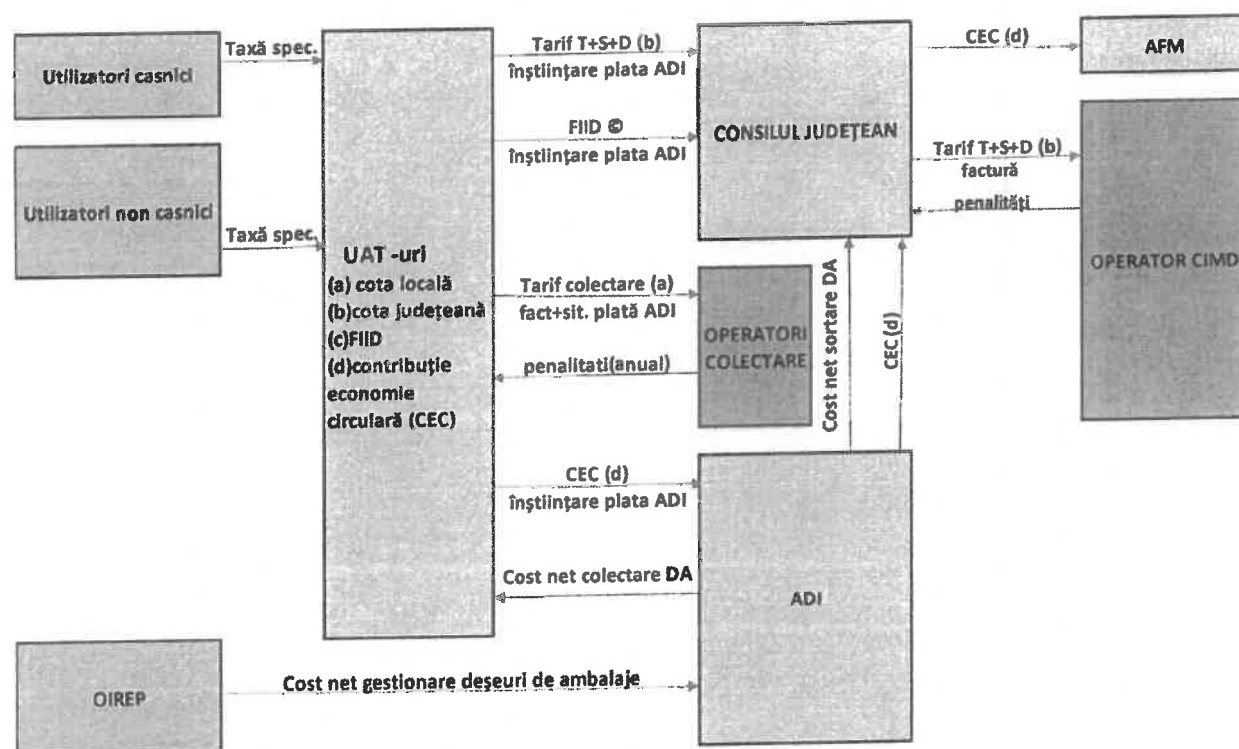 Utilizatori casnici
Taxă spec.
Utilizatori non casnici
Taxă spec.
UAT -uri
(a) cota locală
(b)cota județeană
(c)FIID
(d)contribuție
economie
circulară (CEC)
Tarif T+S+D (b)
înștiințare plata ADI
FIID ©
înștiințare plata ADI
CONSILUL JUDEȚEAN
CEC (d)
AFM
Tarif T+S+D (b)
factură
penalități
OPERATOR CIMD
Tarif colectare (a)
fact+sit. plată ADI
penalitati(anual)
OPERATORI
COLECTARE
Cost net sortare DA
CEC (d)
CEC (d)
înștiințare plata ADI
Cost net colectare DA
ADI
OIREP
Cost net gestionare deșeuri de ambalaje